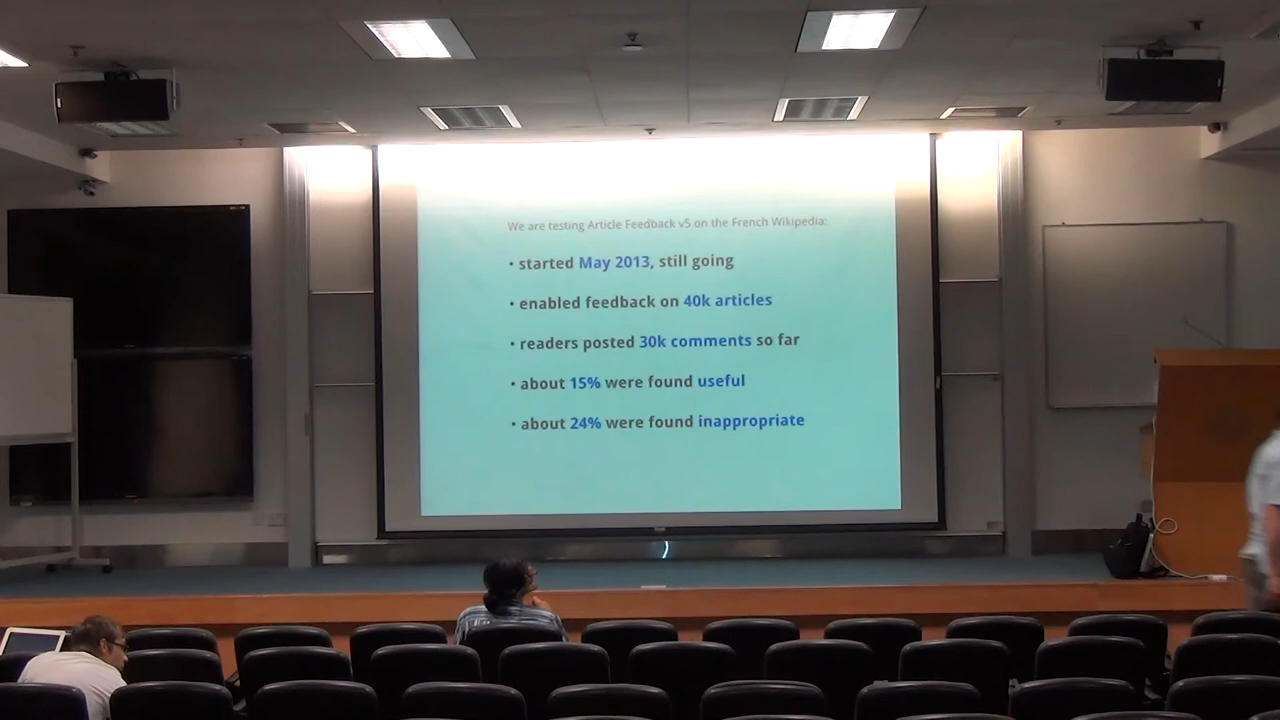 We are testing Article Feedback v5 on the French Wikipedia:
• started May 2013, still going
• enabled feedback on 40k articles
• readers posted 30k comments so far
• about 15% were found useful
• about 24% were found inappropriate